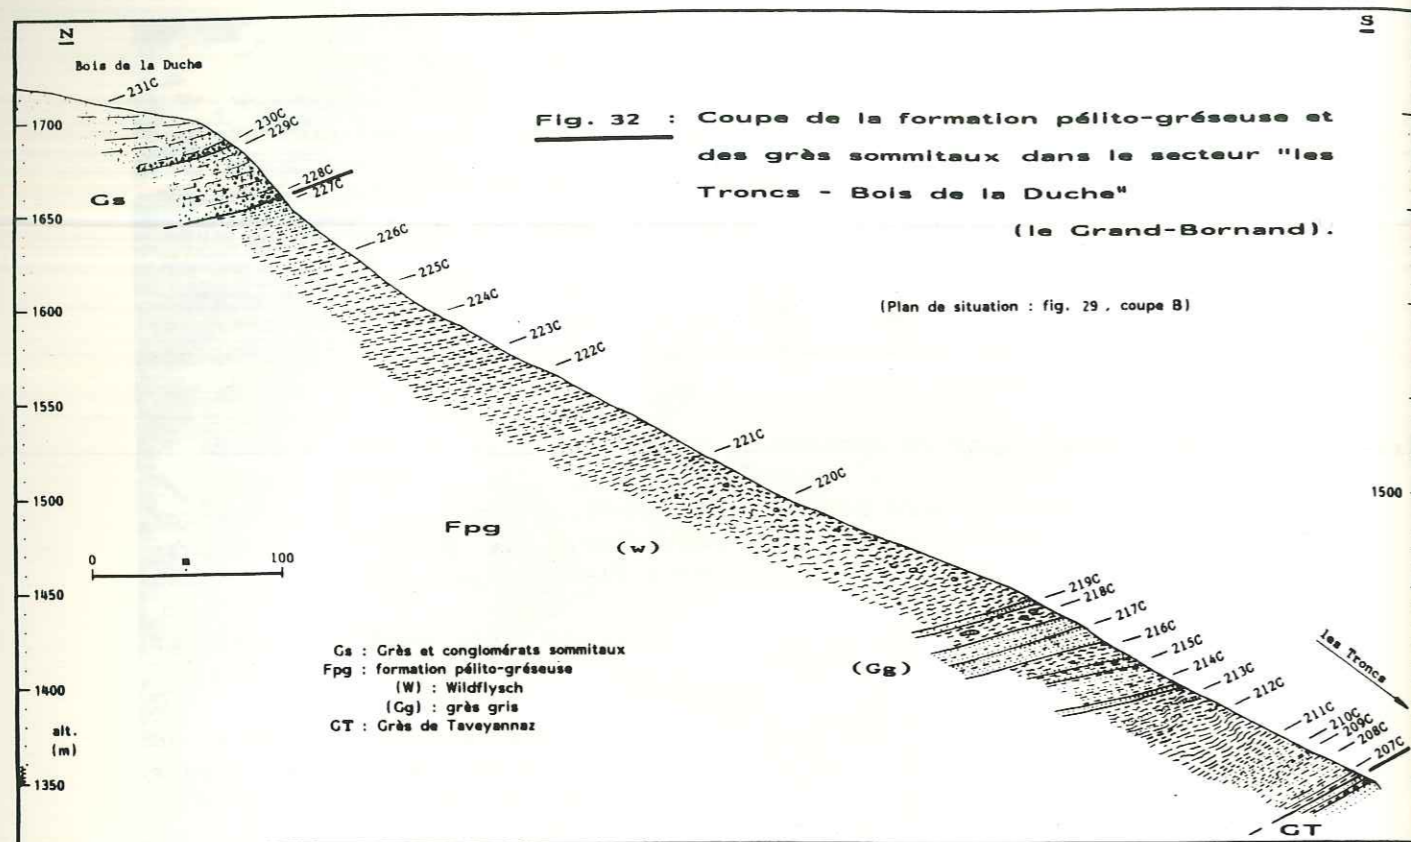 N
S
Bois de la Duche
231C
230C
229C
228C
227C
226C
225C
224C
223C
222C
221C
220C
219C
218C
217C
216C
215C
214C
213C
212C
211C
210C
209C
208C
207C
Fig. 32 : Coupe de la formation pélito-gréseuse et
des grès sommitaux dans le secteur "les
Troncs - Bois de la Duche"
(le Grand-Bornand).
(Plan de situation : fig. 29 , coupe B)
1700
1650
1600
1550
1500
1450
1400
alt.
(m)
1350
1500
Gs
Fpg
(w)
(Gg)
GT
les Troncs
0 m 100
Gs : Grès et conglomérats sommitaux
Fpg : formation pélito-gréseuse
(W) : Wildflysch
(Gg) : grès gris
GT : Grès de Taveyannaz